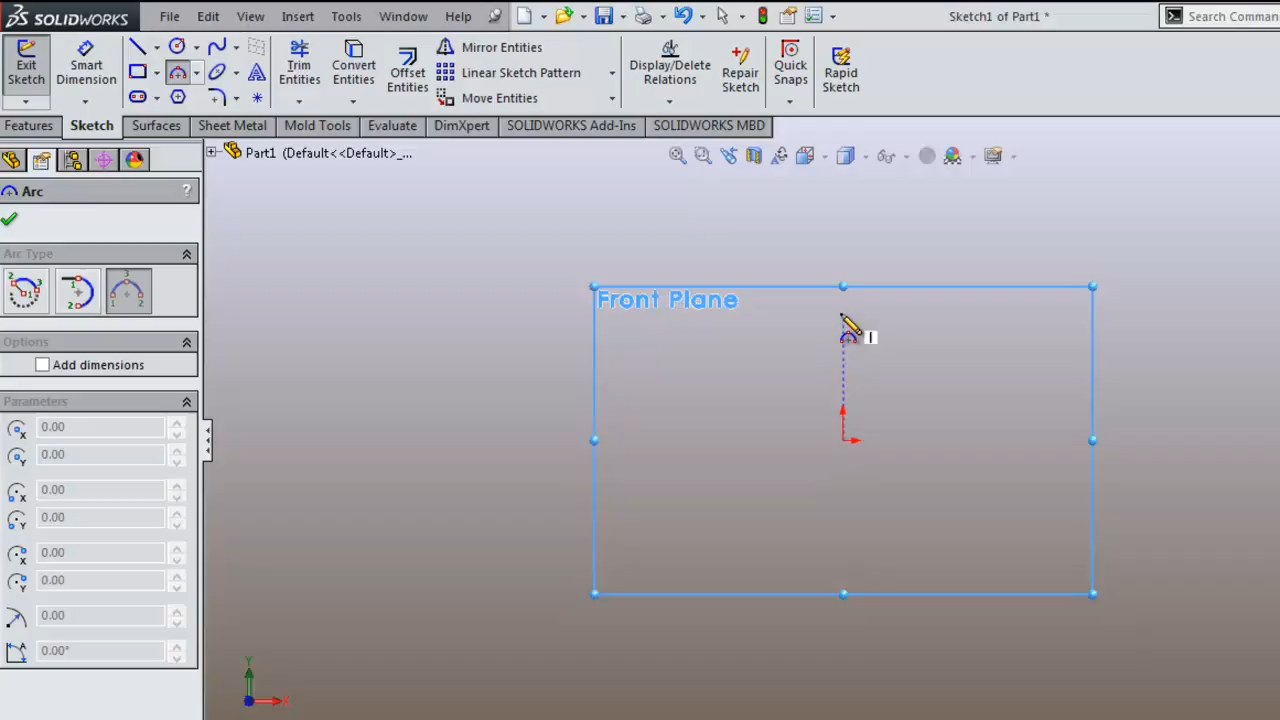 SOLIDWORKS File Edit View Insert Tools Window Help Sketch1 of Part1 * Search Comman
Exit Sketch
Smart Dimension
Trim Entities
Convert Entities
Offset Entities
Mirror Entities
Linear Sketch Pattern
Move Entities
Display/Delete Relations
Repair Sketch
Quick Snaps
Rapid Sketch
Features Sketch Surfaces Sheet Metal Mold Tools Evaluate DimXpert SOLIDWORKS Add-Ins SOLIDWORKS MBD
Part1 (Default<<Default>_...
Arc ?
Arc Type
Options
Add dimensions
Parameters
0.00
0.00
0.00
0.00
0.00
0.00
0.00
0.00°
Front Plane
Y
X